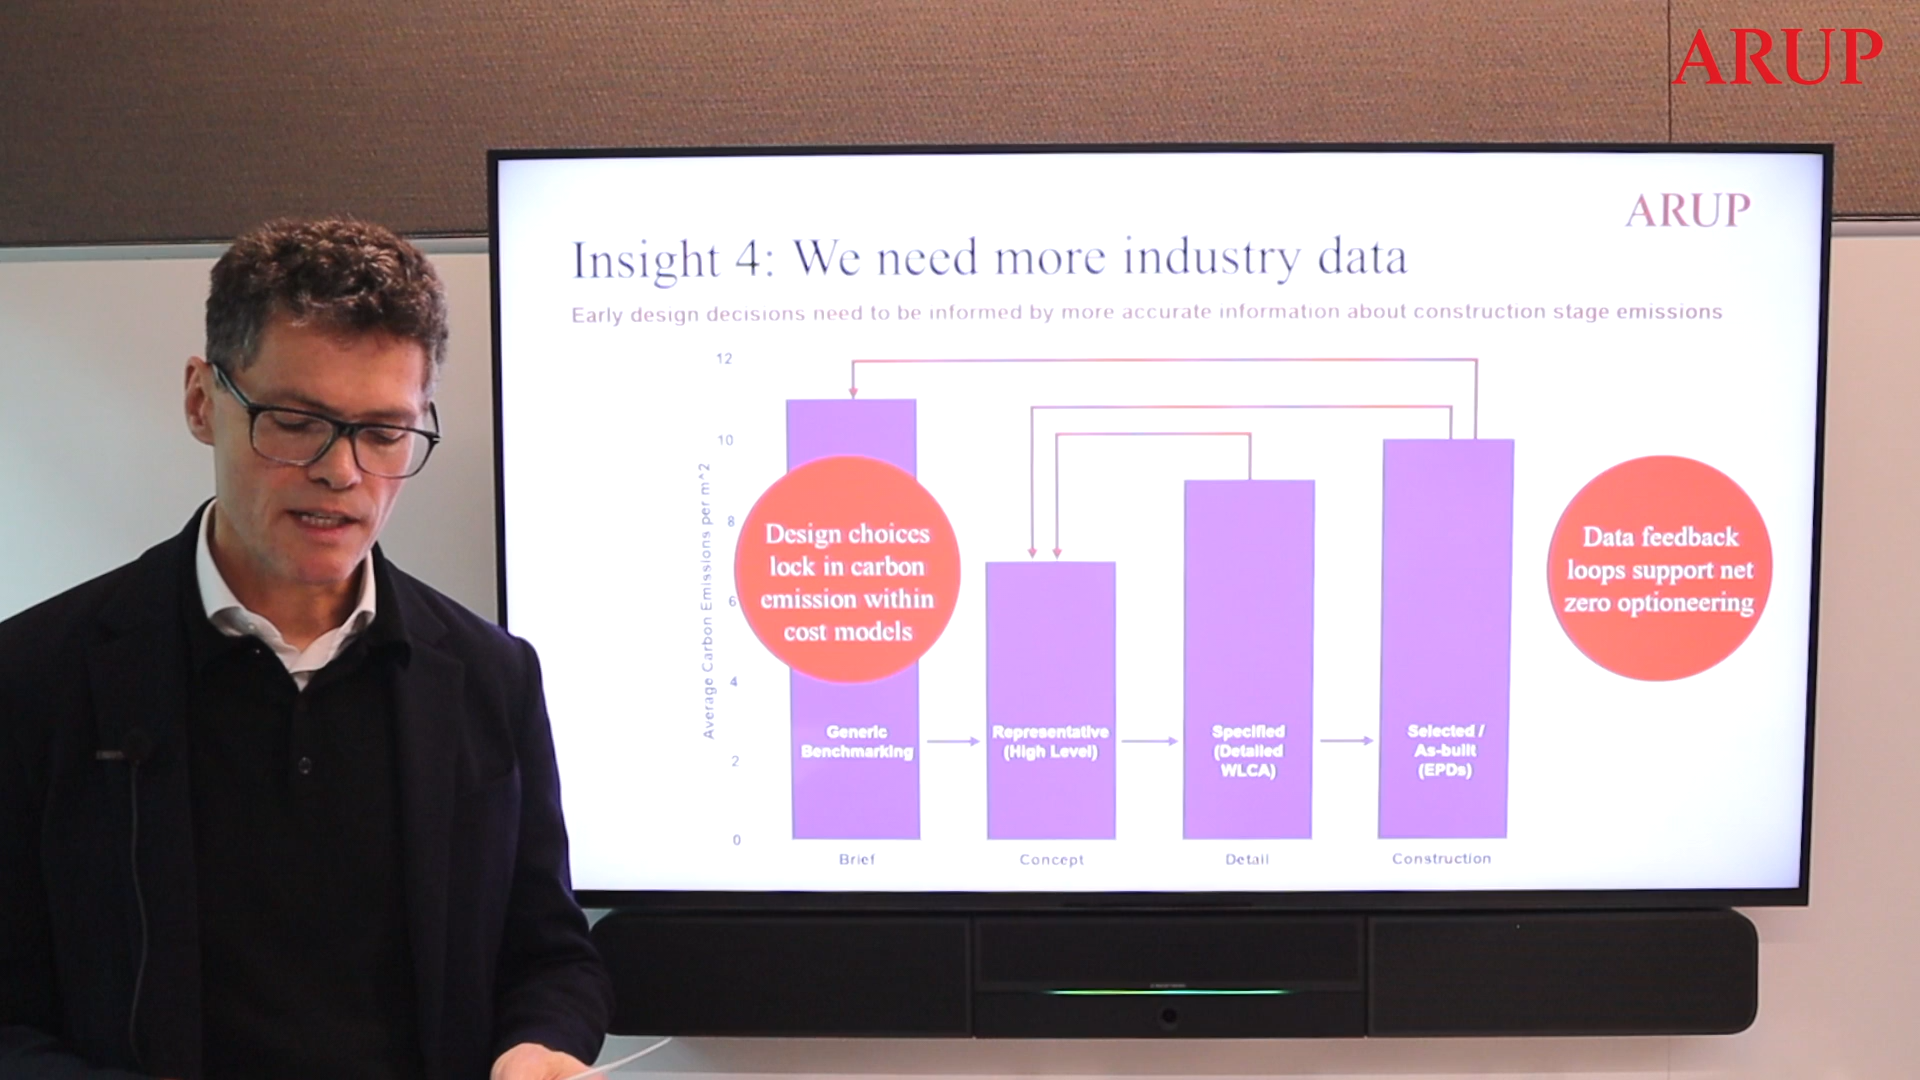 ARUP
ARUP
Insight 4: We need more industry data
Early design decisions need to be informed by more accurate information about construction stage emissions
Average Carbon Emissions per m^2
12
10
8
6
4
2
0
Design choices
lock in carbon
emission within
cost models
Data feedback
loops support net
zero optioneering
Generic
Benchmarking
Representative
(High Level)
Specified
(Detailed
WLCA)
Selected /
As-built
(EPDs)
Brief
Concept
Detail
Construction